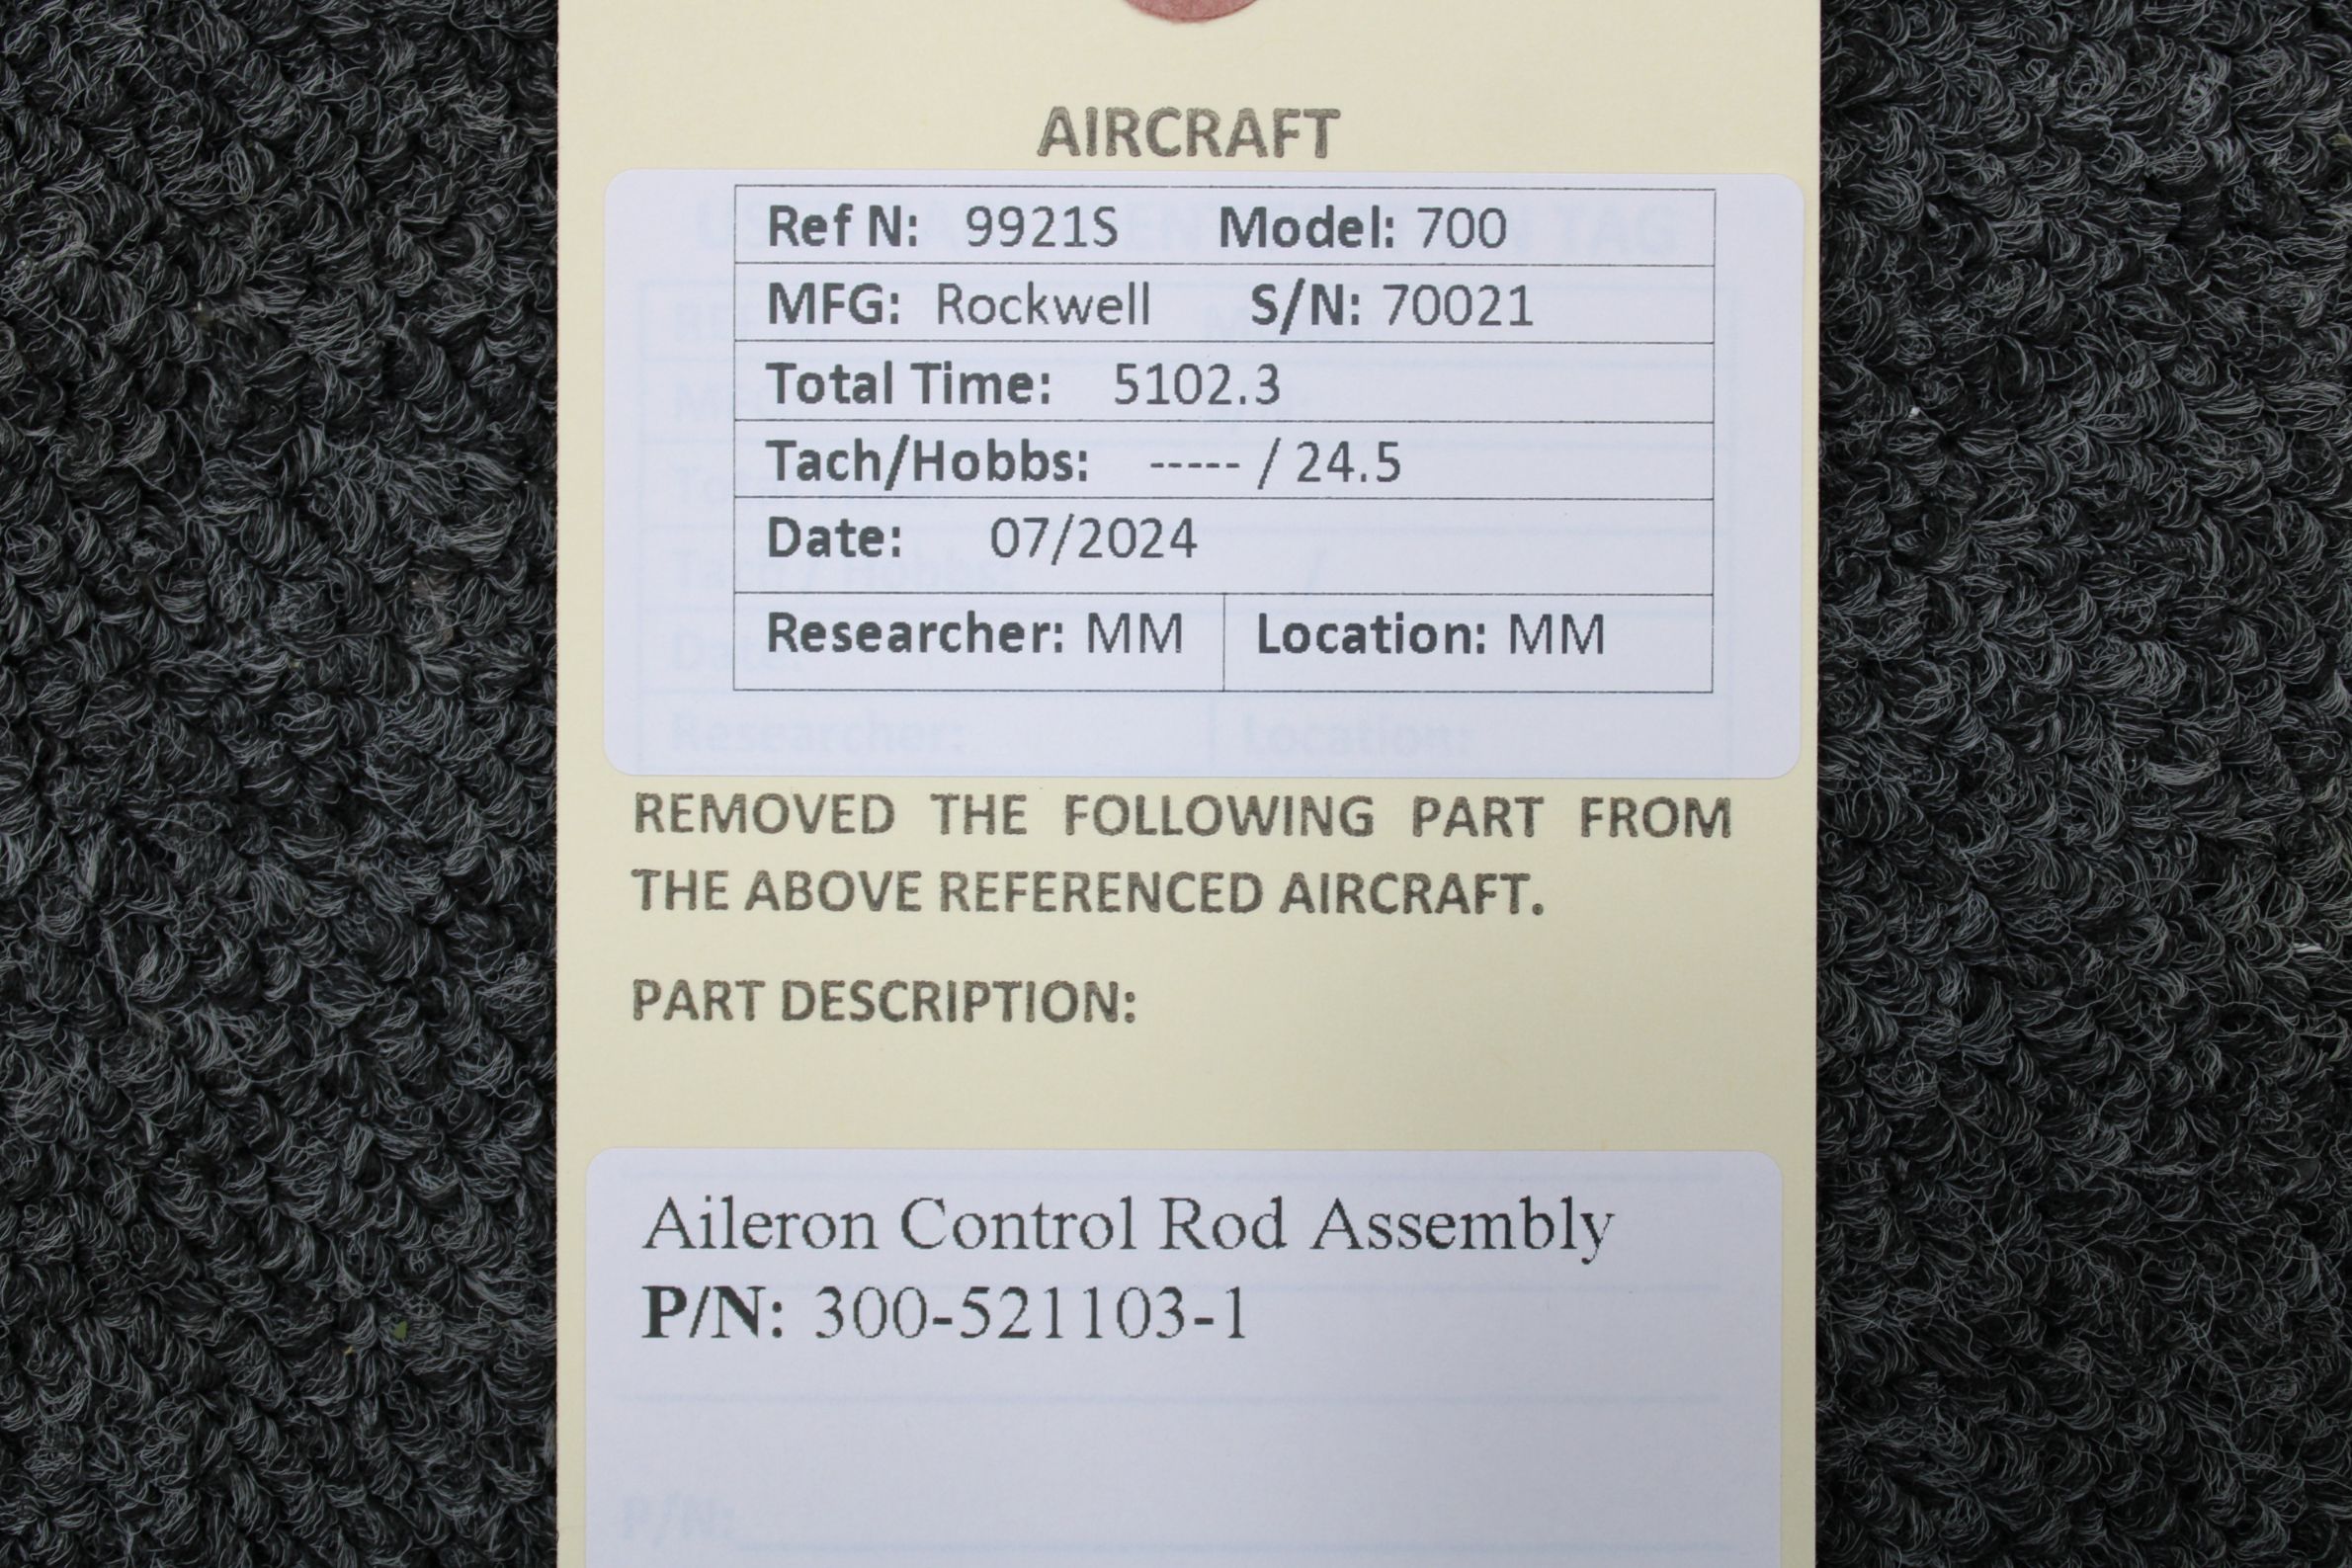 AIRCRAFT
Ref N: 9921S Model: 700
MFG: Rockwell S/N: 70021
Total Time: 5102.3
Tach/Hobbs: ----- / 24.5
Date: 07/2024
Researcher: MM Location: MM
Researcher: Location:
REMOVED THE FOLLOWING PART FROM
THE ABOVE REFERENCED AIRCRAFT.
PART DESCRIPTION:
Aileron Control Rod Assembly
P/N: 300-521103-1
P/N: